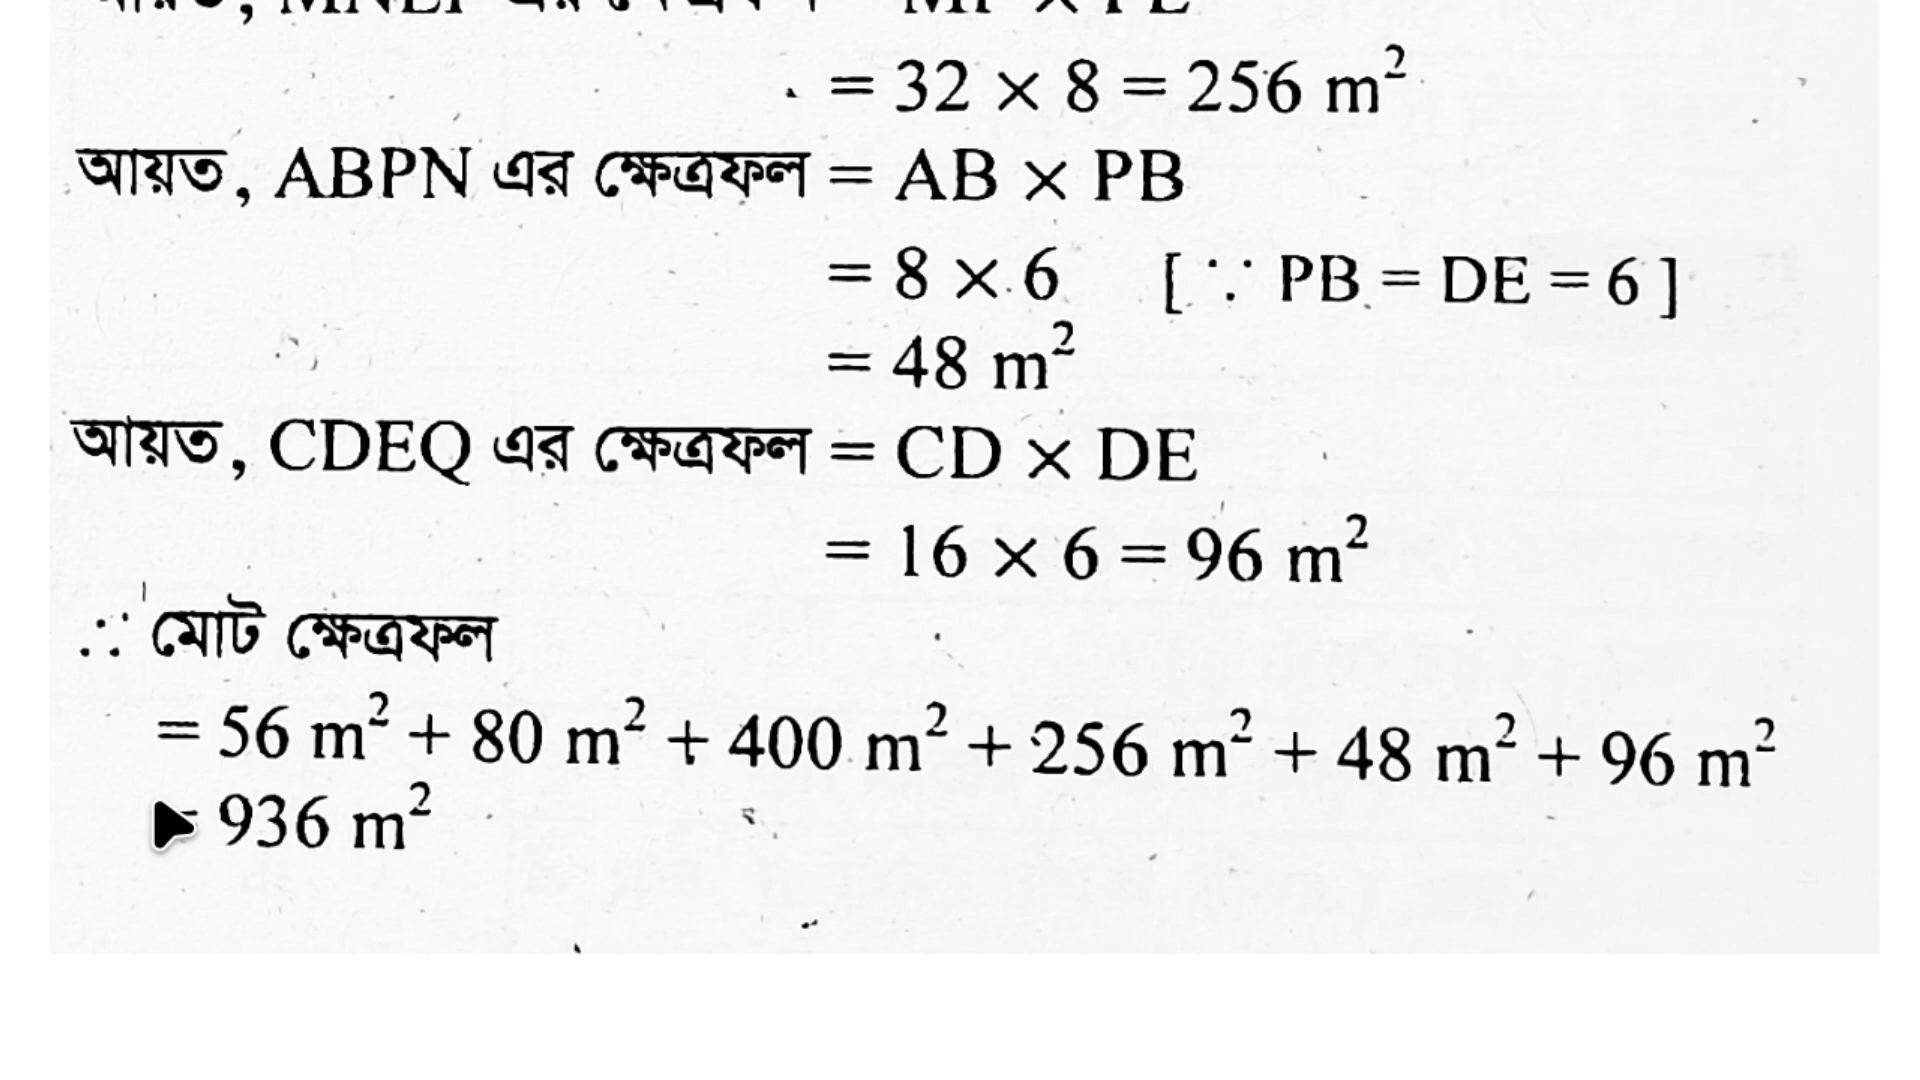 = 32 × 8 = 256 m²
আয়ত, ABPN এর ক্ষেত্রফল = AB × PB
= 8 × 6 [ ∵ PB = DE = 6 ]
= 48 m²
আয়ত, CDEQ এর ক্ষেত্রফল = CD × DE
= 16 × 6 = 96 m²
∴ মোট ক্ষেত্রফল
= 56 m² + 80 m² + 400 m² + 256 m² + 48 m² + 96 m²
= 936 m²